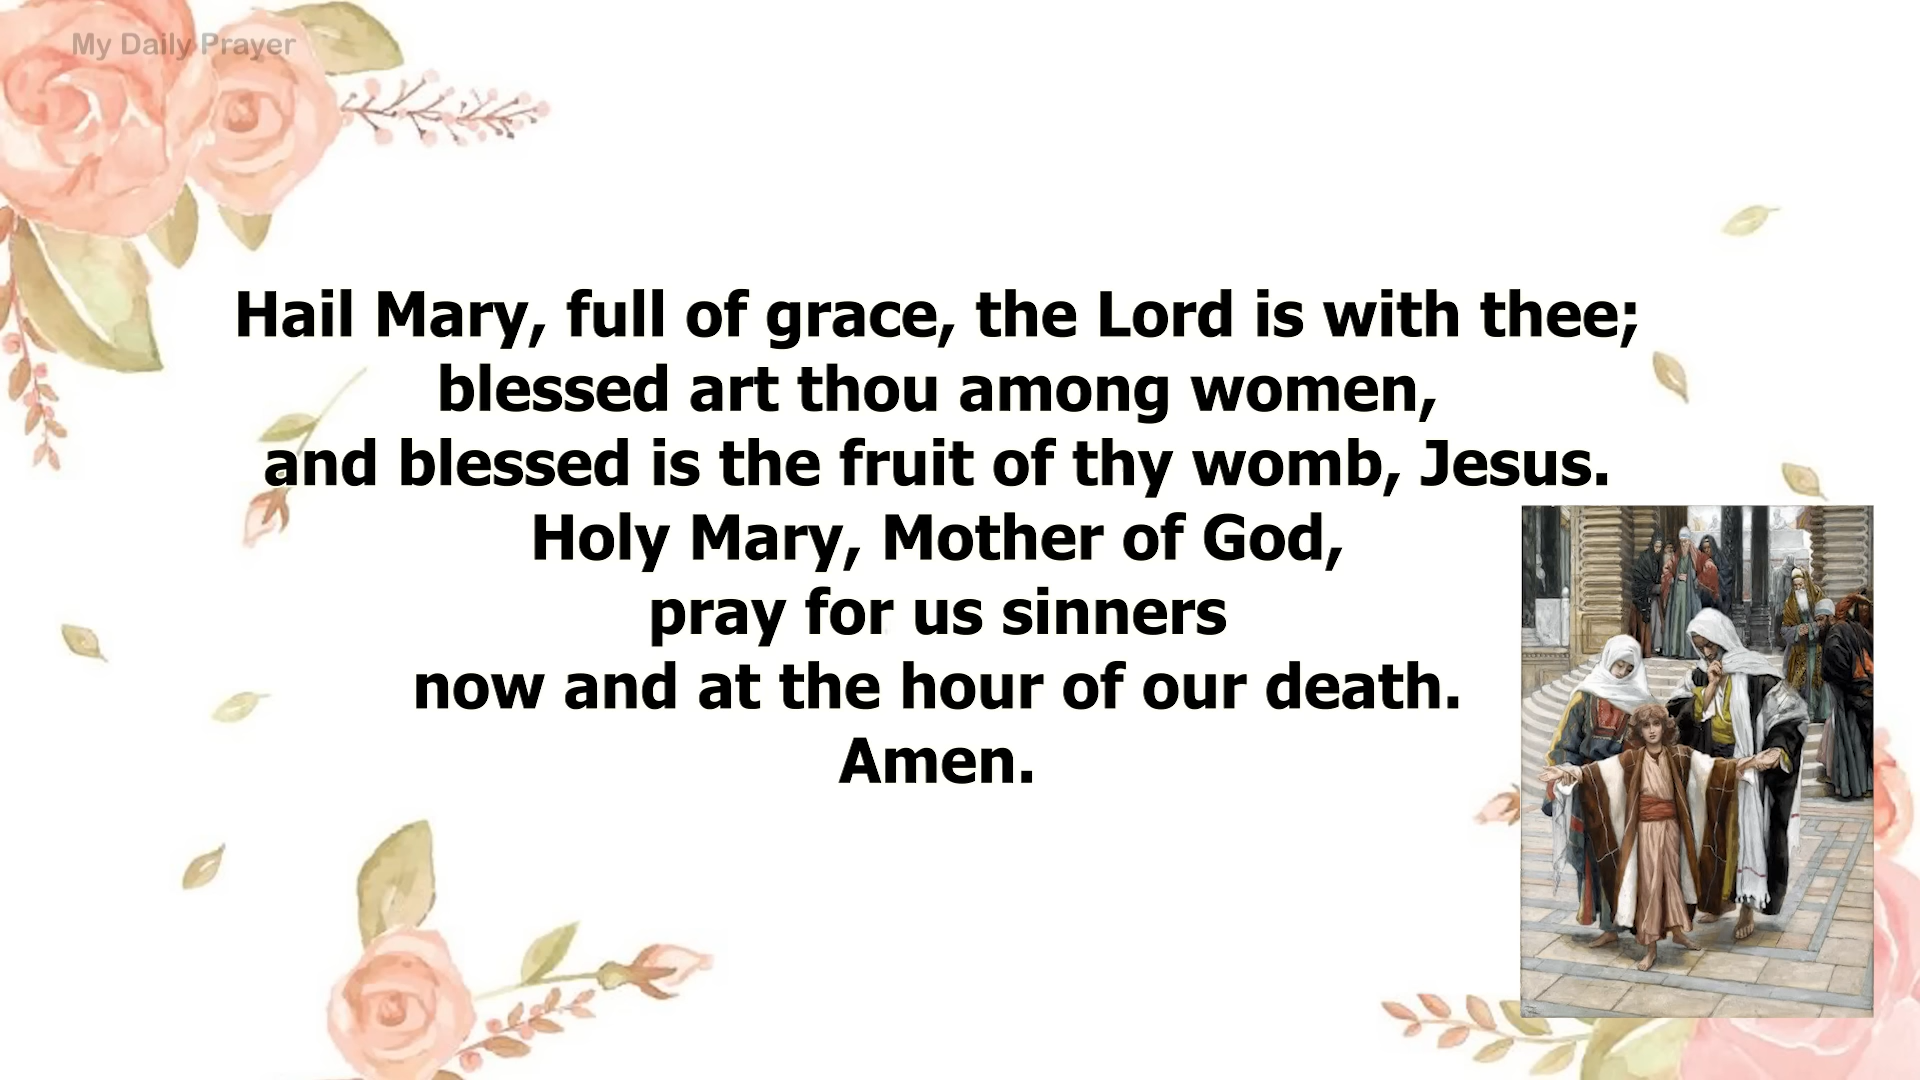 My Daily Prayer
Hail Mary, full of grace, the Lord is with thee;
blessed art thou among women,
and blessed is the fruit of thy womb, Jesus.
Holy Mary, Mother of God,
pray for us sinners
now and at the hour of our death.
Amen.